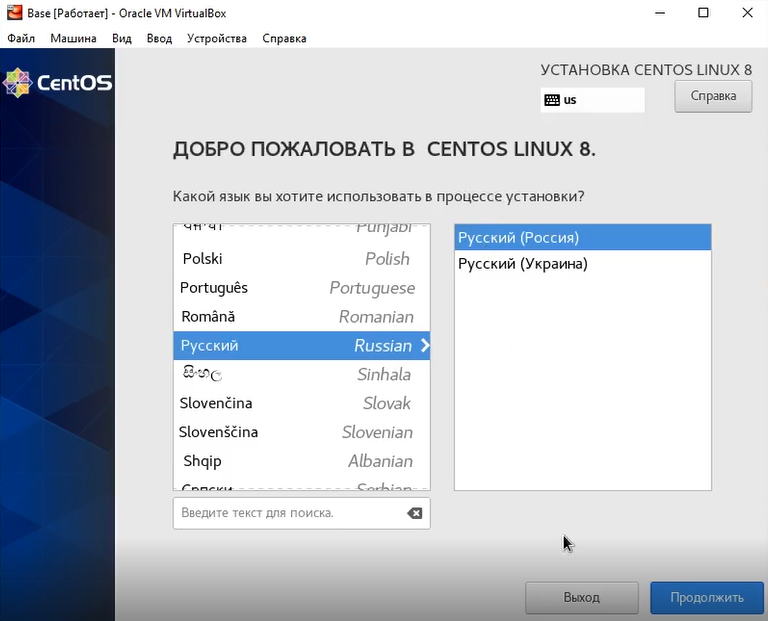 Base [Работает] - Oracle VM VirtualBox
Файл Машина Вид Ввод Устройства Справка
CentOS
УСТАНОВКА CENTOS LINUX 8
us
Справка
ДОБРО ПОЖАЛОВАТЬ В CENTOS LINUX 8.
Какой язык вы хотите использовать в процессе установки?
Punjabi
Polski Polish
Português Portuguese
Română Romanian
Русский Russian
සිංහල Sinhala
Slovenčina Slovak
Slovenščina Slovenian
Shqip Albanian
Српски Serbian
Введите текст для поиска.
Русский (Россия)
Русский (Украина)
Выход
Продолжить